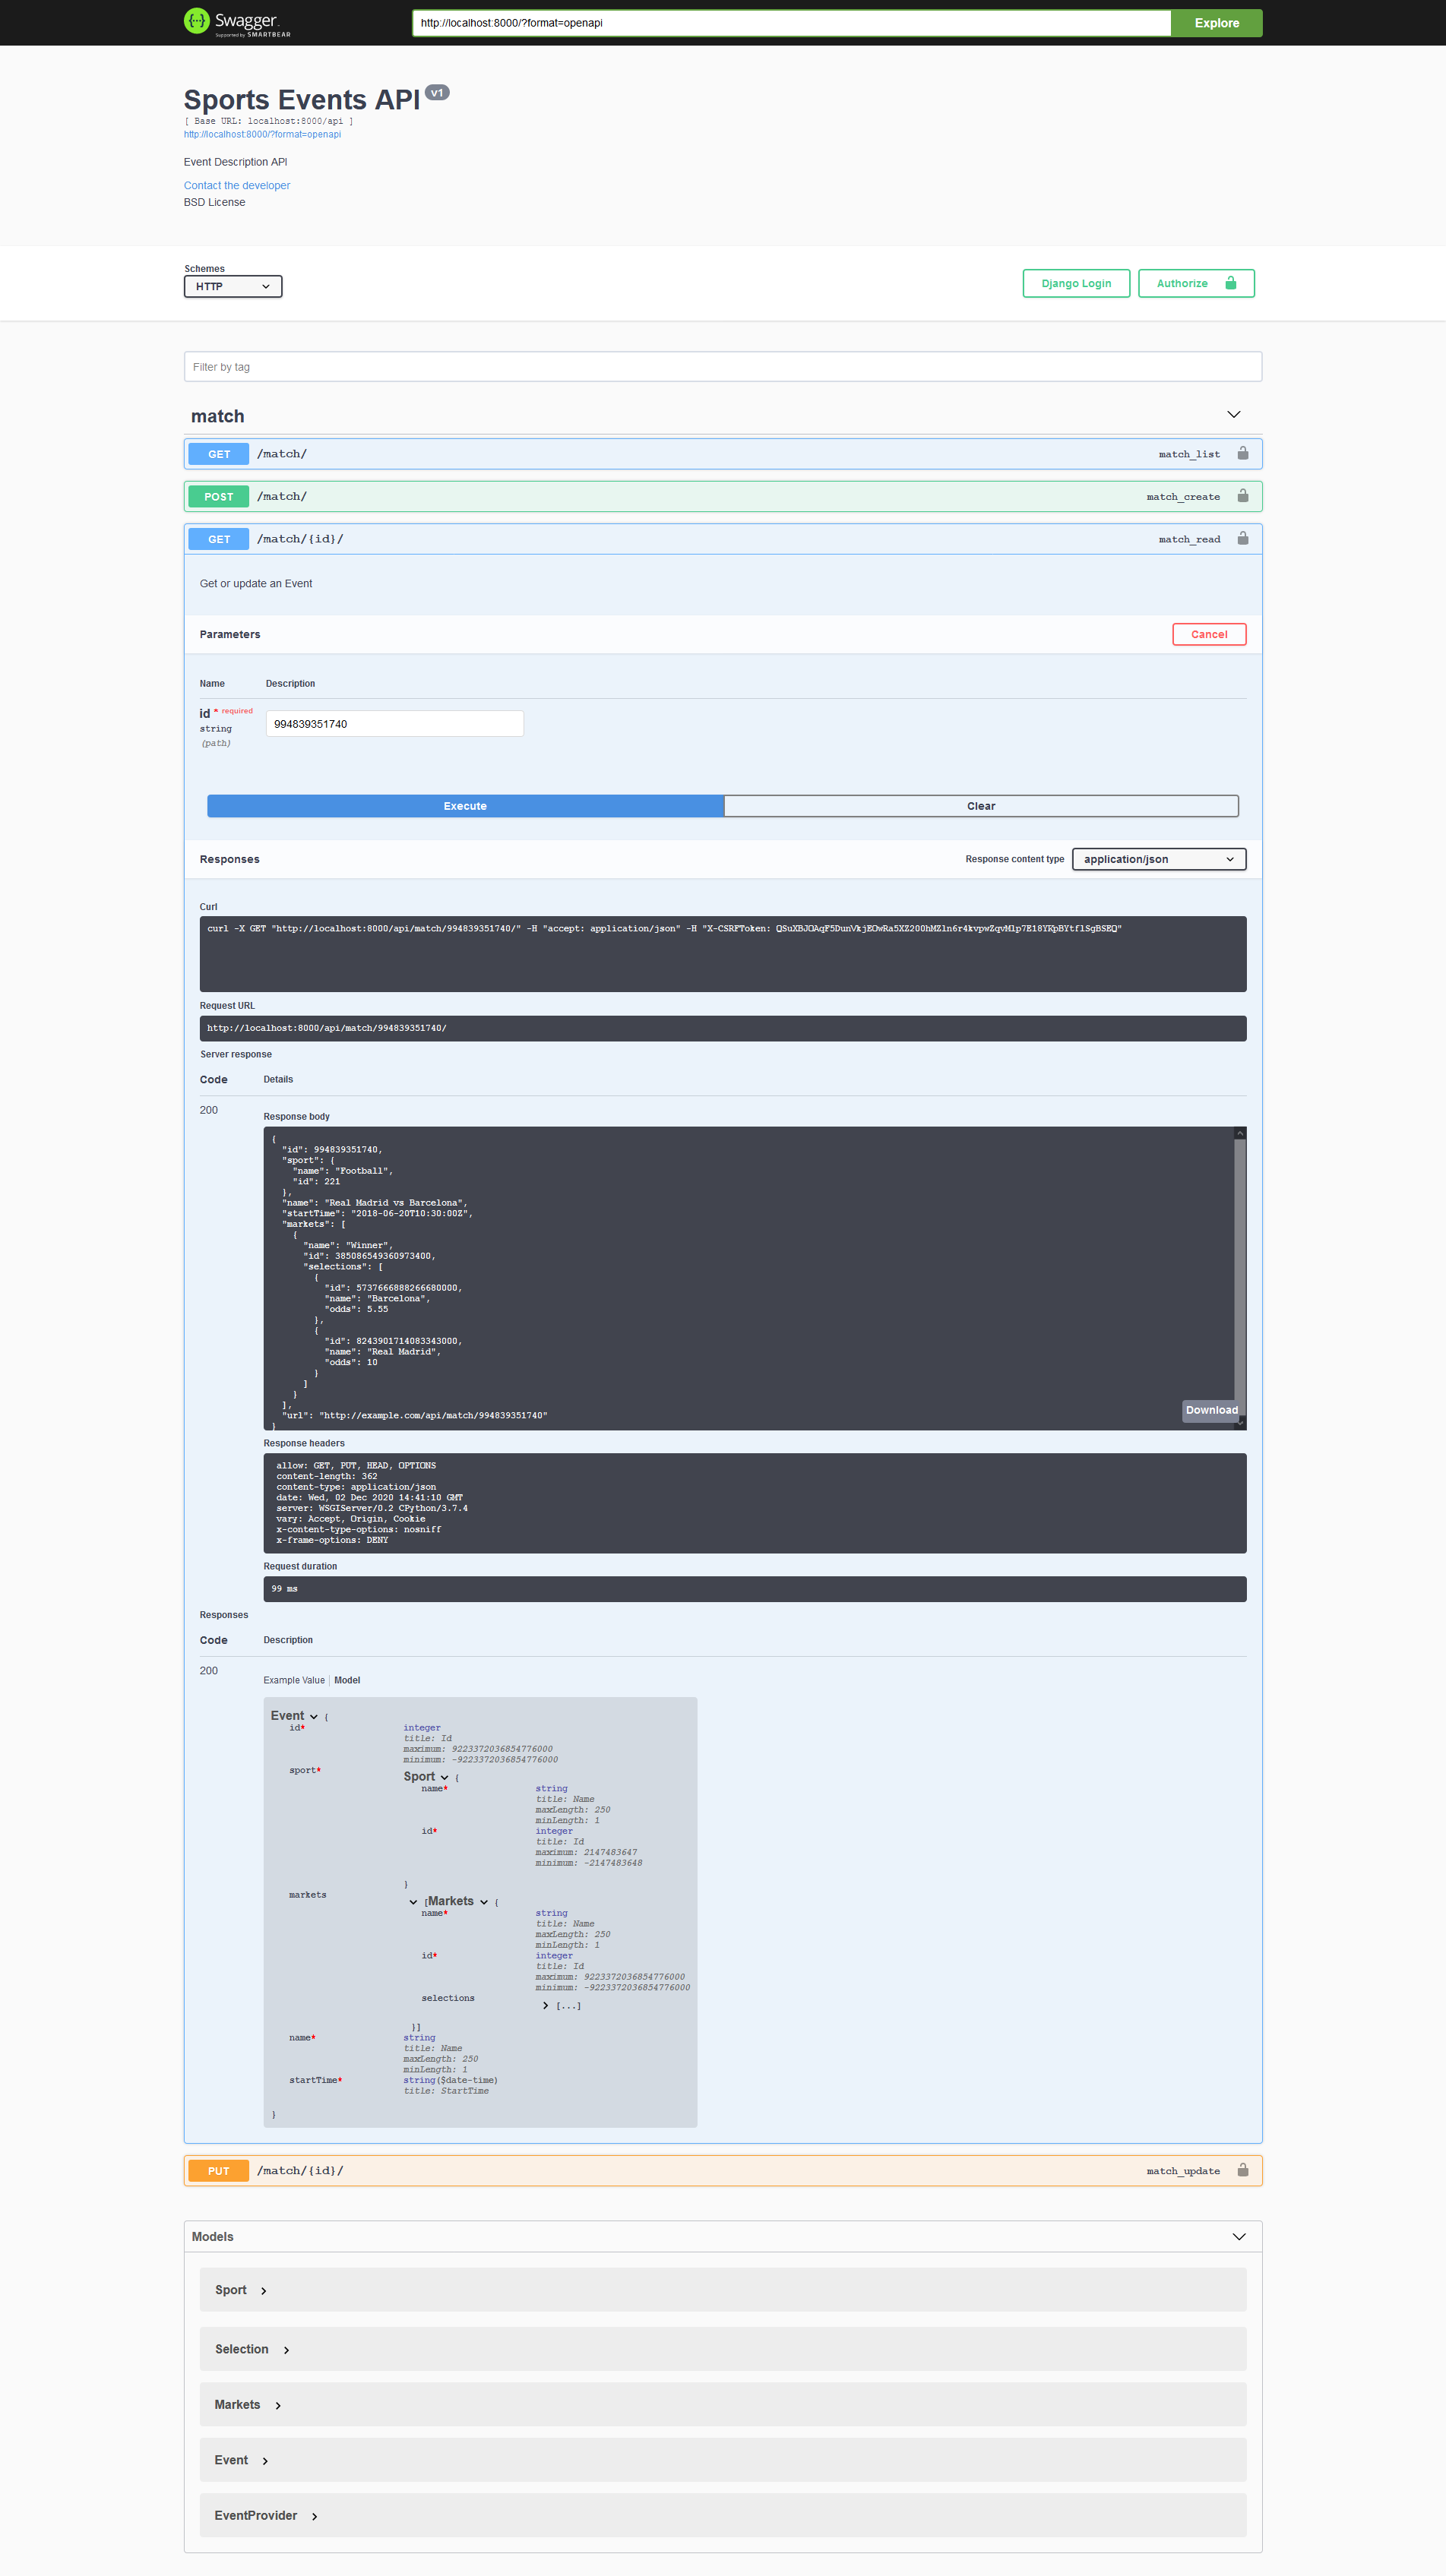 Swagger.
Supported by SMARTBEAR
http://localhost:8000/?format=openapi
Explore
Sports Events API v1
[ Base URL: localhost:8000/api ]
http://localhost:8000/?format=openapi
Event Description API
Contact the developer
BSD License
Schemes
HTTP
Django Login
Authorize
Filter by tag
match
GET /match/ match_list
POST /match/ match_create
GET /match/{id}/ match_read
Get or update an Event
Parameters
Cancel
Name Description
id * required
string
(path)
994839351740
Execute
Clear
Responses
Response content type
application/json
Curl
curl -X GET "http://localhost:8000/api/match/994839351740/" -H "accept: application/json" -H "X-CSRFToken:
Request URL
http://localhost:8000/api/match/994839351740/
Server response
Code Details
200
Response body
{
"id": 994839351740,
"sport": {
"name": "Football",
"id": 221
},
"name": "Real Madrid vs Barcelona",
"startTime": "2018-06-20T10:30:00Z",
"markets": [
{
"name": "Winner",
"id": 385086549360973400,
"selections": [
{
"id": 5737666888266680000,
"name": "Barcelona",
"odds": 5.55
},
{
"id": 8243901714083343000,
"name": "Real Madrid",
"odds": 10
}
]
}
],
"url": "http://example.com/api/match/994839351740"
}
Download
Response headers
allow: GET, PUT, HEAD, OPTIONS
content-length: 362
content-type: application/json
date: Wed, 02 Dec 2020 14:41:10 GMT
server: WSGIServer/0.2 CPython/3.7.4
vary: Accept, Origin, Cookie
x-content-type-options: nosniff
x-frame-options: DENY
Request duration
99 ms
Responses
Code Description
200
Example Value Model
Event {
id* integer
title: Id
maximum: 9223372036854776000
minimum: -9223372036854776000
sport* Sport {
name* string
title: Name
maxLength: 250
minLength: 1
id* integer
title: Id
maximum: 2147483647
minimum: -2147483648
}
markets [Markets {
name* string
title: Name
maxLength: 250
minLength: 1
id* integer
title: Id
maximum: 9223372036854776000
minimum: -9223372036854776000
selections [...]
}]
name* string
title: Name
maxLength: 250
minLength: 1
startTime* string($date-time)
title: StartTime
}
PUT /match/{id}/ match_update
Models
Sport
Selection
Markets
Event
EventProvider